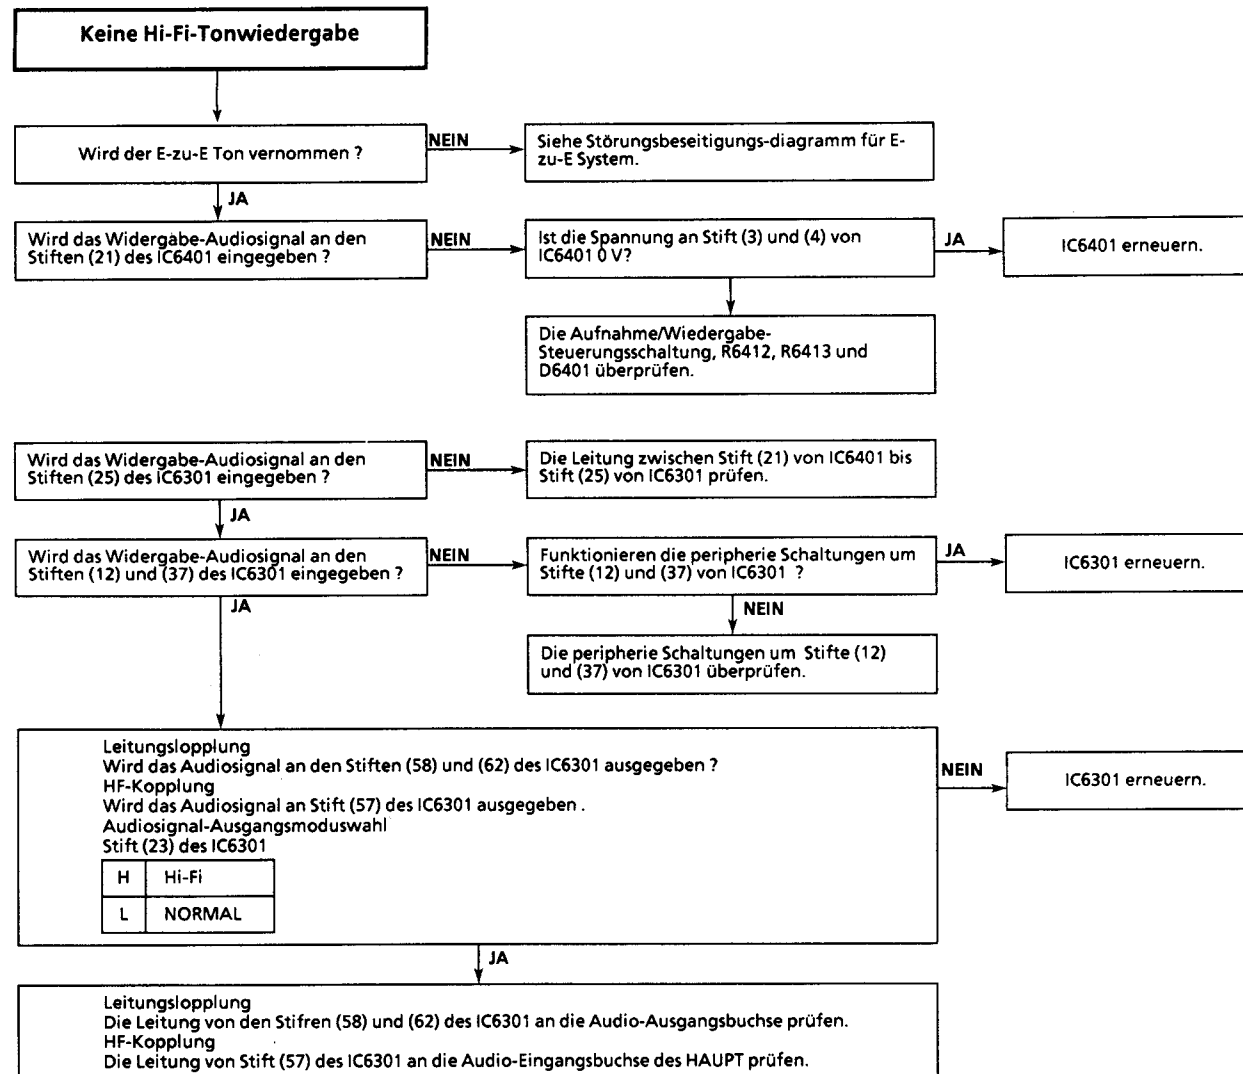 Keine Hi-Fi-Tonwiedergabe
Wird der E-zu-E Ton vernommen ?
NEIN
Siehe Störungsbeseitigungs-diagramm für E-
zu-E System.
JA
Wird das Widergabe-Audiosignal an den
Stiften (21) des IC6401 eingegeben ?
NEIN
Ist die Spannung an Stift (3) und (4) von
IC6401 0 V?
JA
IC6401 erneuern.
Die Aufnahme/Wiedergabe-
Steuerungsschaltung, R6412, R6413 und
D6401 überprüfen.
Wird das Widergabe-Audiosignal an den
Stiften (25) des IC6301 eingegeben ?
NEIN
Die Leitung zwischen Stift (21) von IC6401 bis
Stift (25) von IC6301 prüfen.
JA
Wird das Widergabe-Audiosignal an den
Stiften (12) und (37) des IC6301 eingegeben ?
NEIN
Funktionieren die peripherie Schaltungen um
Stifte (12) und (37) von IC6301 ?
JA
IC6301 erneuern.
JA
NEIN
Die peripherie Schaltungen um Stifte (12)
und (37) von IC6301 überprüfen.
Leitungslopplung
Wird das Audiosignal an den Stiften (58) und (62) des IC6301 ausgegeben ?
HF-Kopplung
Wird das Audiosignal an Stift (57) des IC6301 ausgegeben .
Audiosignal-Ausgangsmoduswahl
Stift (23) des IC6301
H Hi-Fi
L NORMAL
NEIN
IC6301 erneuern.
JA
Leitungslopplung
Die Leitung von den Stifren (58) und (62) des IC6301 an die Audio-Ausgangsbuchse prüfen.
HF-Kopplung
Die Leitung von Stift (57) des IC6301 an die Audio-Eingangsbuchse des HAUPT prüfen.